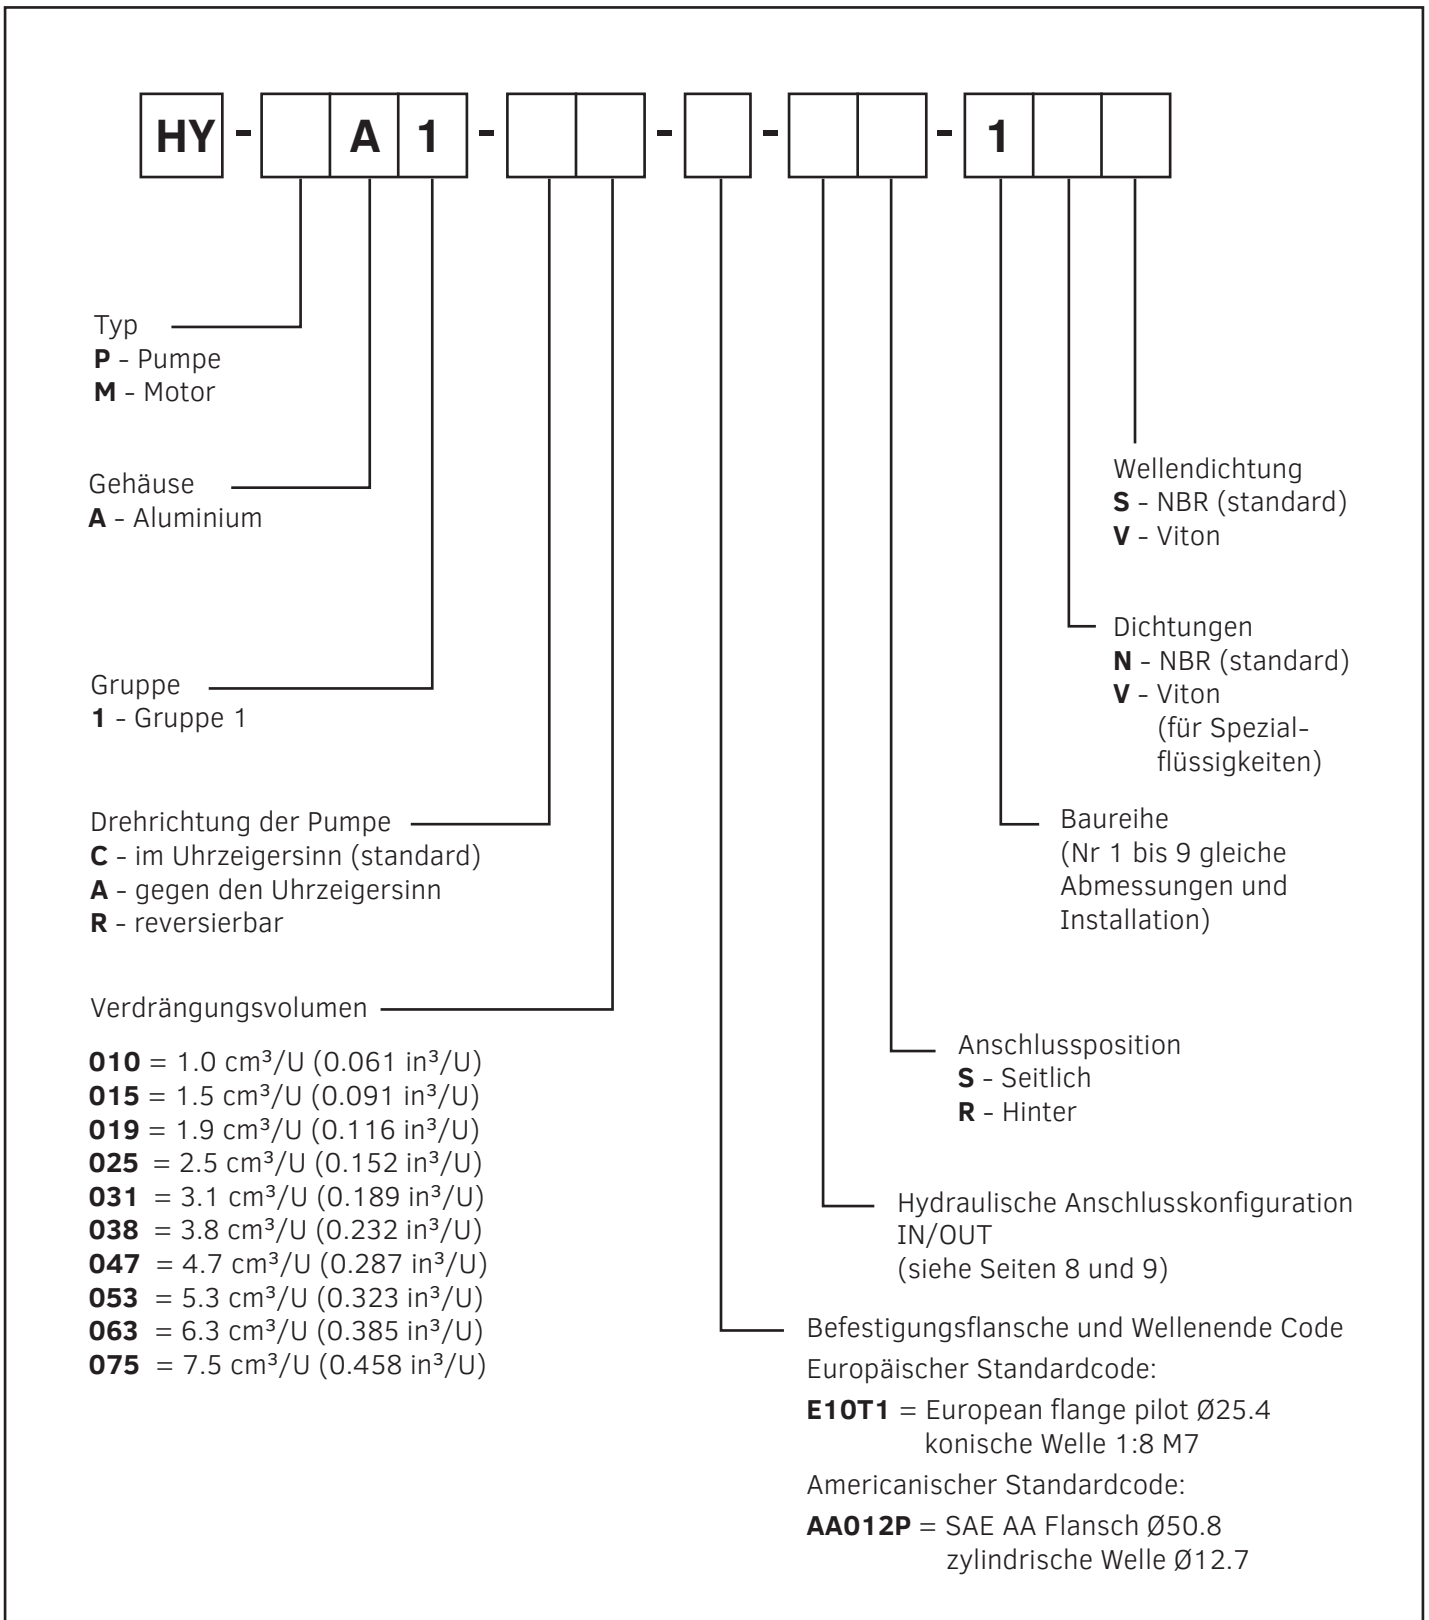 HY - A 1 - - - - 1
Typ
P - Pumpe
M - Motor
Gehäuse
A - Aluminium
Gruppe
1 - Gruppe 1
Drehrichtung der Pumpe
C - im Uhrzeigersinn (standard)
A - gegen den Uhrzeigersinn
R - reversierbar
Verdrängungsvolumen
010 = 1.0 cm³/U (0.061 in³/U)
015 = 1.5 cm³/U (0.091 in³/U)
019 = 1.9 cm³/U (0.116 in³/U)
025 = 2.5 cm³/U (0.152 in³/U)
031 = 3.1 cm³/U (0.189 in³/U)
038 = 3.8 cm³/U (0.232 in³/U)
047 = 4.7 cm³/U (0.287 in³/U)
053 = 5.3 cm³/U (0.323 in³/U)
063 = 6.3 cm³/U (0.385 in³/U)
075 = 7.5 cm³/U (0.458 in³/U)
Wellendichtung
S - NBR (standard)
V - Viton
Dichtungen
N - NBR (standard)
V - Viton
(für Spezial-
flüssigkeiten)
Baureihe
(Nr 1 bis 9 gleiche
Abmessungen und
Installation)
Anschlussposition
S - Seitlich
R - Hinter
Hydraulische Anschlusskonfiguration
IN/OUT
(siehe Seiten 8 und 9)
Befestigungsflansche und Wellenende Code
Europäischer Standardcode:
E10T1 = European flange pilot Ø25.4
konische Welle 1:8 M7
Americanischer Standardcode:
AA012P = SAE AA Flansch Ø50.8
zylindrische Welle Ø12.7